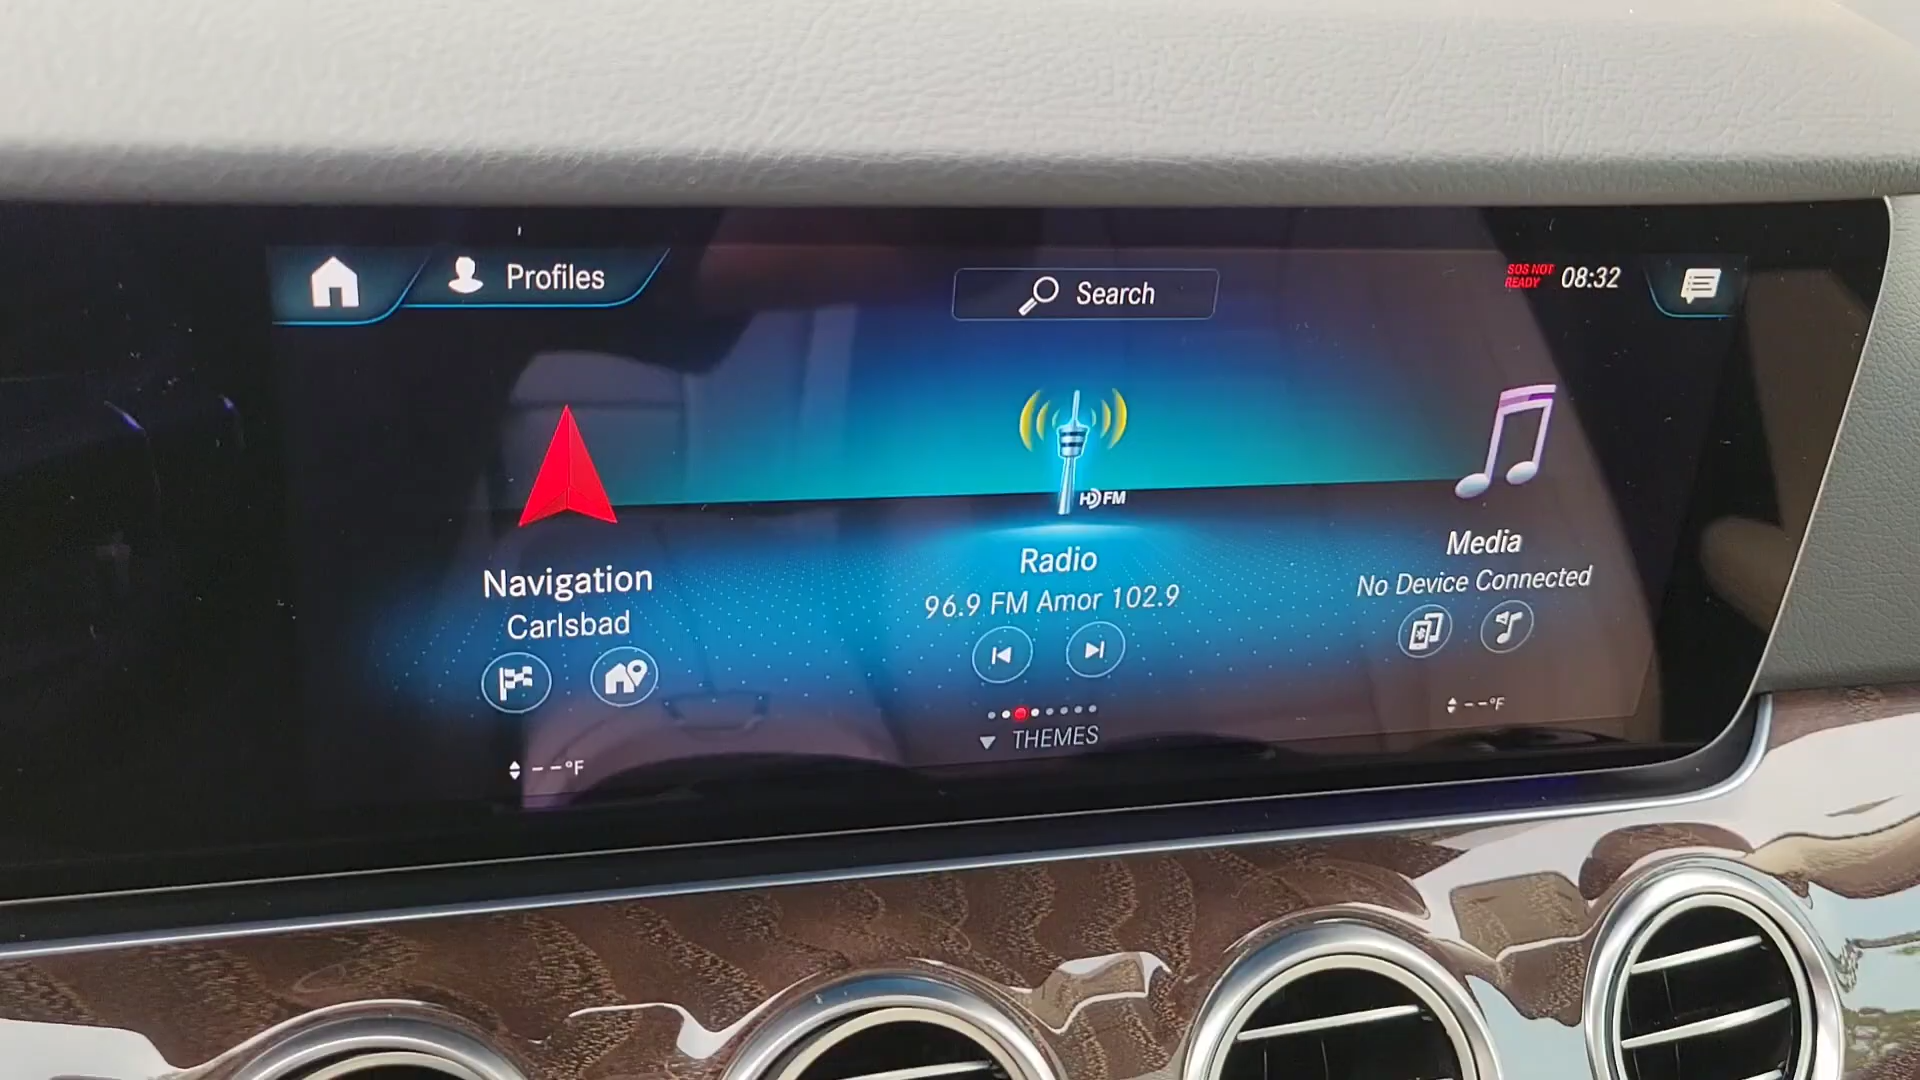 Profiles
Search
SOS NOT
READY
08:32
HD FM
Navigation
Carlsbad
Radio
96.9 FM Amor 102.9
Media
No Device Connected
THEMES
--°F
--°F